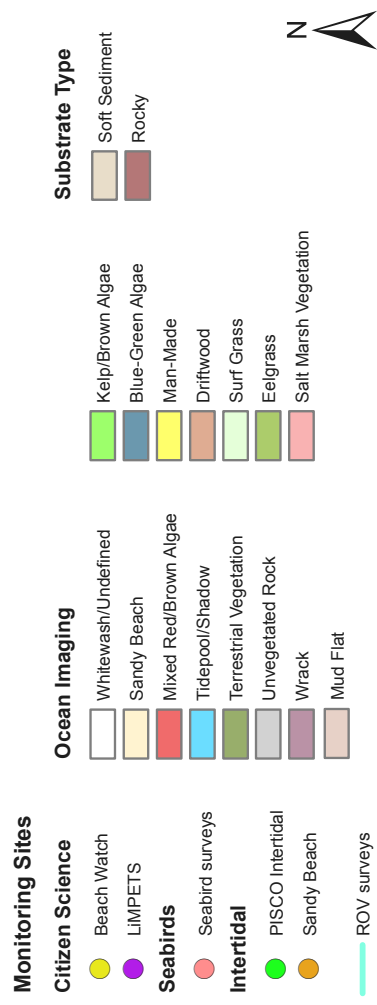 Monitoring Sites
Citizen Science
Beach Watch
LiMPETS
Seabirds
Seabird surveys
Intertidal
PISCO Intertidal
Sandy Beach
ROV surveys
Ocean Imaging
Whitewash/Undefined
Sandy Beach
Mixed Red/Brown Algae
Tidepool/Shadow
Terrestrial Vegetation
Unvegetated Rock
Wrack
Mud Flat
Kelp/Brown Algae
Blue-Green Algae
Man-Made
Driftwood
Surf Grass
Eelgrass
Salt Marsh Vegetation
Substrate Type
Soft Sediment
Rocky
N